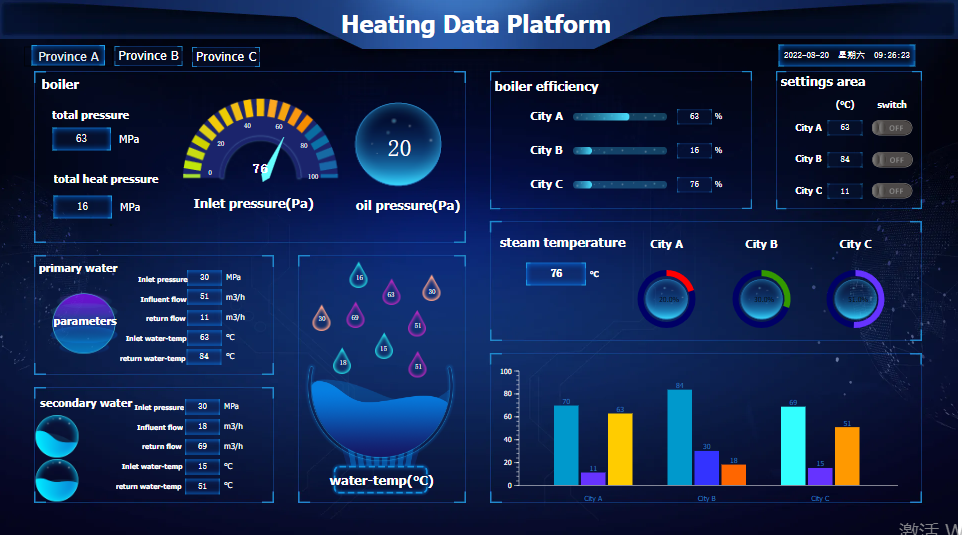 Heating Data Platform
Province A Province B Province C
2022-08-20 星期六 09:26:23
boiler
total pressure
63 MPa
total heat pressure
16 MPa
0 20 40 60 80 100
76
Inlet pressure(Pa)
20
oil pressure(Pa)
boiler efficiency
City A 63 %
City B 16 %
City C 76 %
settings area
(℃) switch
City A 63 OFF
City B 84 OFF
City C 11 OFF
primary water
parameters
Inlet pressure 30 MPa
Influent flow 51 m3/h
return flow 11 m3/h
Inlet water-temp 63 ℃
return water-temp 84 ℃
secondary water
Inlet pressure 30 MPa
Influent flow 18 m3/h
return flow 69 m3/h
Inlet water-temp 15 ℃
return water-temp 51 ℃
16
63
30
30
69
51
15
18
51
water-temp(℃)
steam temperature
76 ℃
City A City B City C
20.0% 30.0%
100
80
60
40
20
0
70 11 63
84 30 18
69 15 51
City A City B City C
激活 W